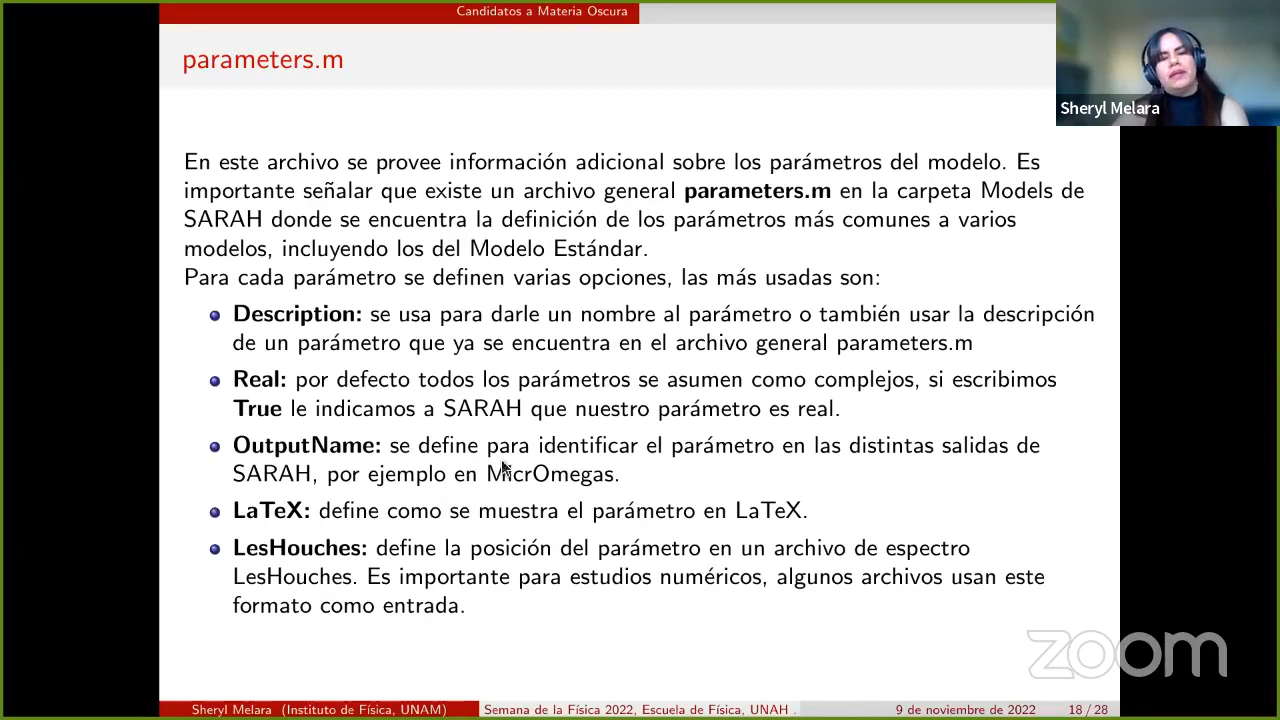 Candidatos a Materia Oscura
parameters.m
Sheryl Melara
En este archivo se provee información adicional sobre los parámetros del modelo. Es
importante señalar que existe un archivo general parameters.m en la carpeta Models de
SARAH donde se encuentra la definición de los parámetros más comunes a varios
modelos, incluyendo los del Modelo Estándar.
Para cada parámetro se definen varias opciones, las más usadas son:
Description: se usa para darle un nombre al parámetro o también usar la descripción
de un parámetro que ya se encuentra en el archivo general parameters.m
Real: por defecto todos los parámetros se asumen como complejos, si escribimos
True le indicamos a SARAH que nuestro parámetro es real.
OutputName: se define para identificar el parámetro en las distintas salidas de
SARAH, por ejemplo en MicrOmegas.
LaTeX: define como se muestra el parámetro en LaTeX.
LesHouches: define la posición del parámetro en un archivo de espectro
LesHouches. Es importante para estudios numéricos, algunos archivos usan este
formato como entrada.
zoom
Sheryl Melara (Instituto de Física, UNAM) Semana de la Física 2022, Escuela de Física, UNAH . 9 de noviembre de 2022 18 / 28